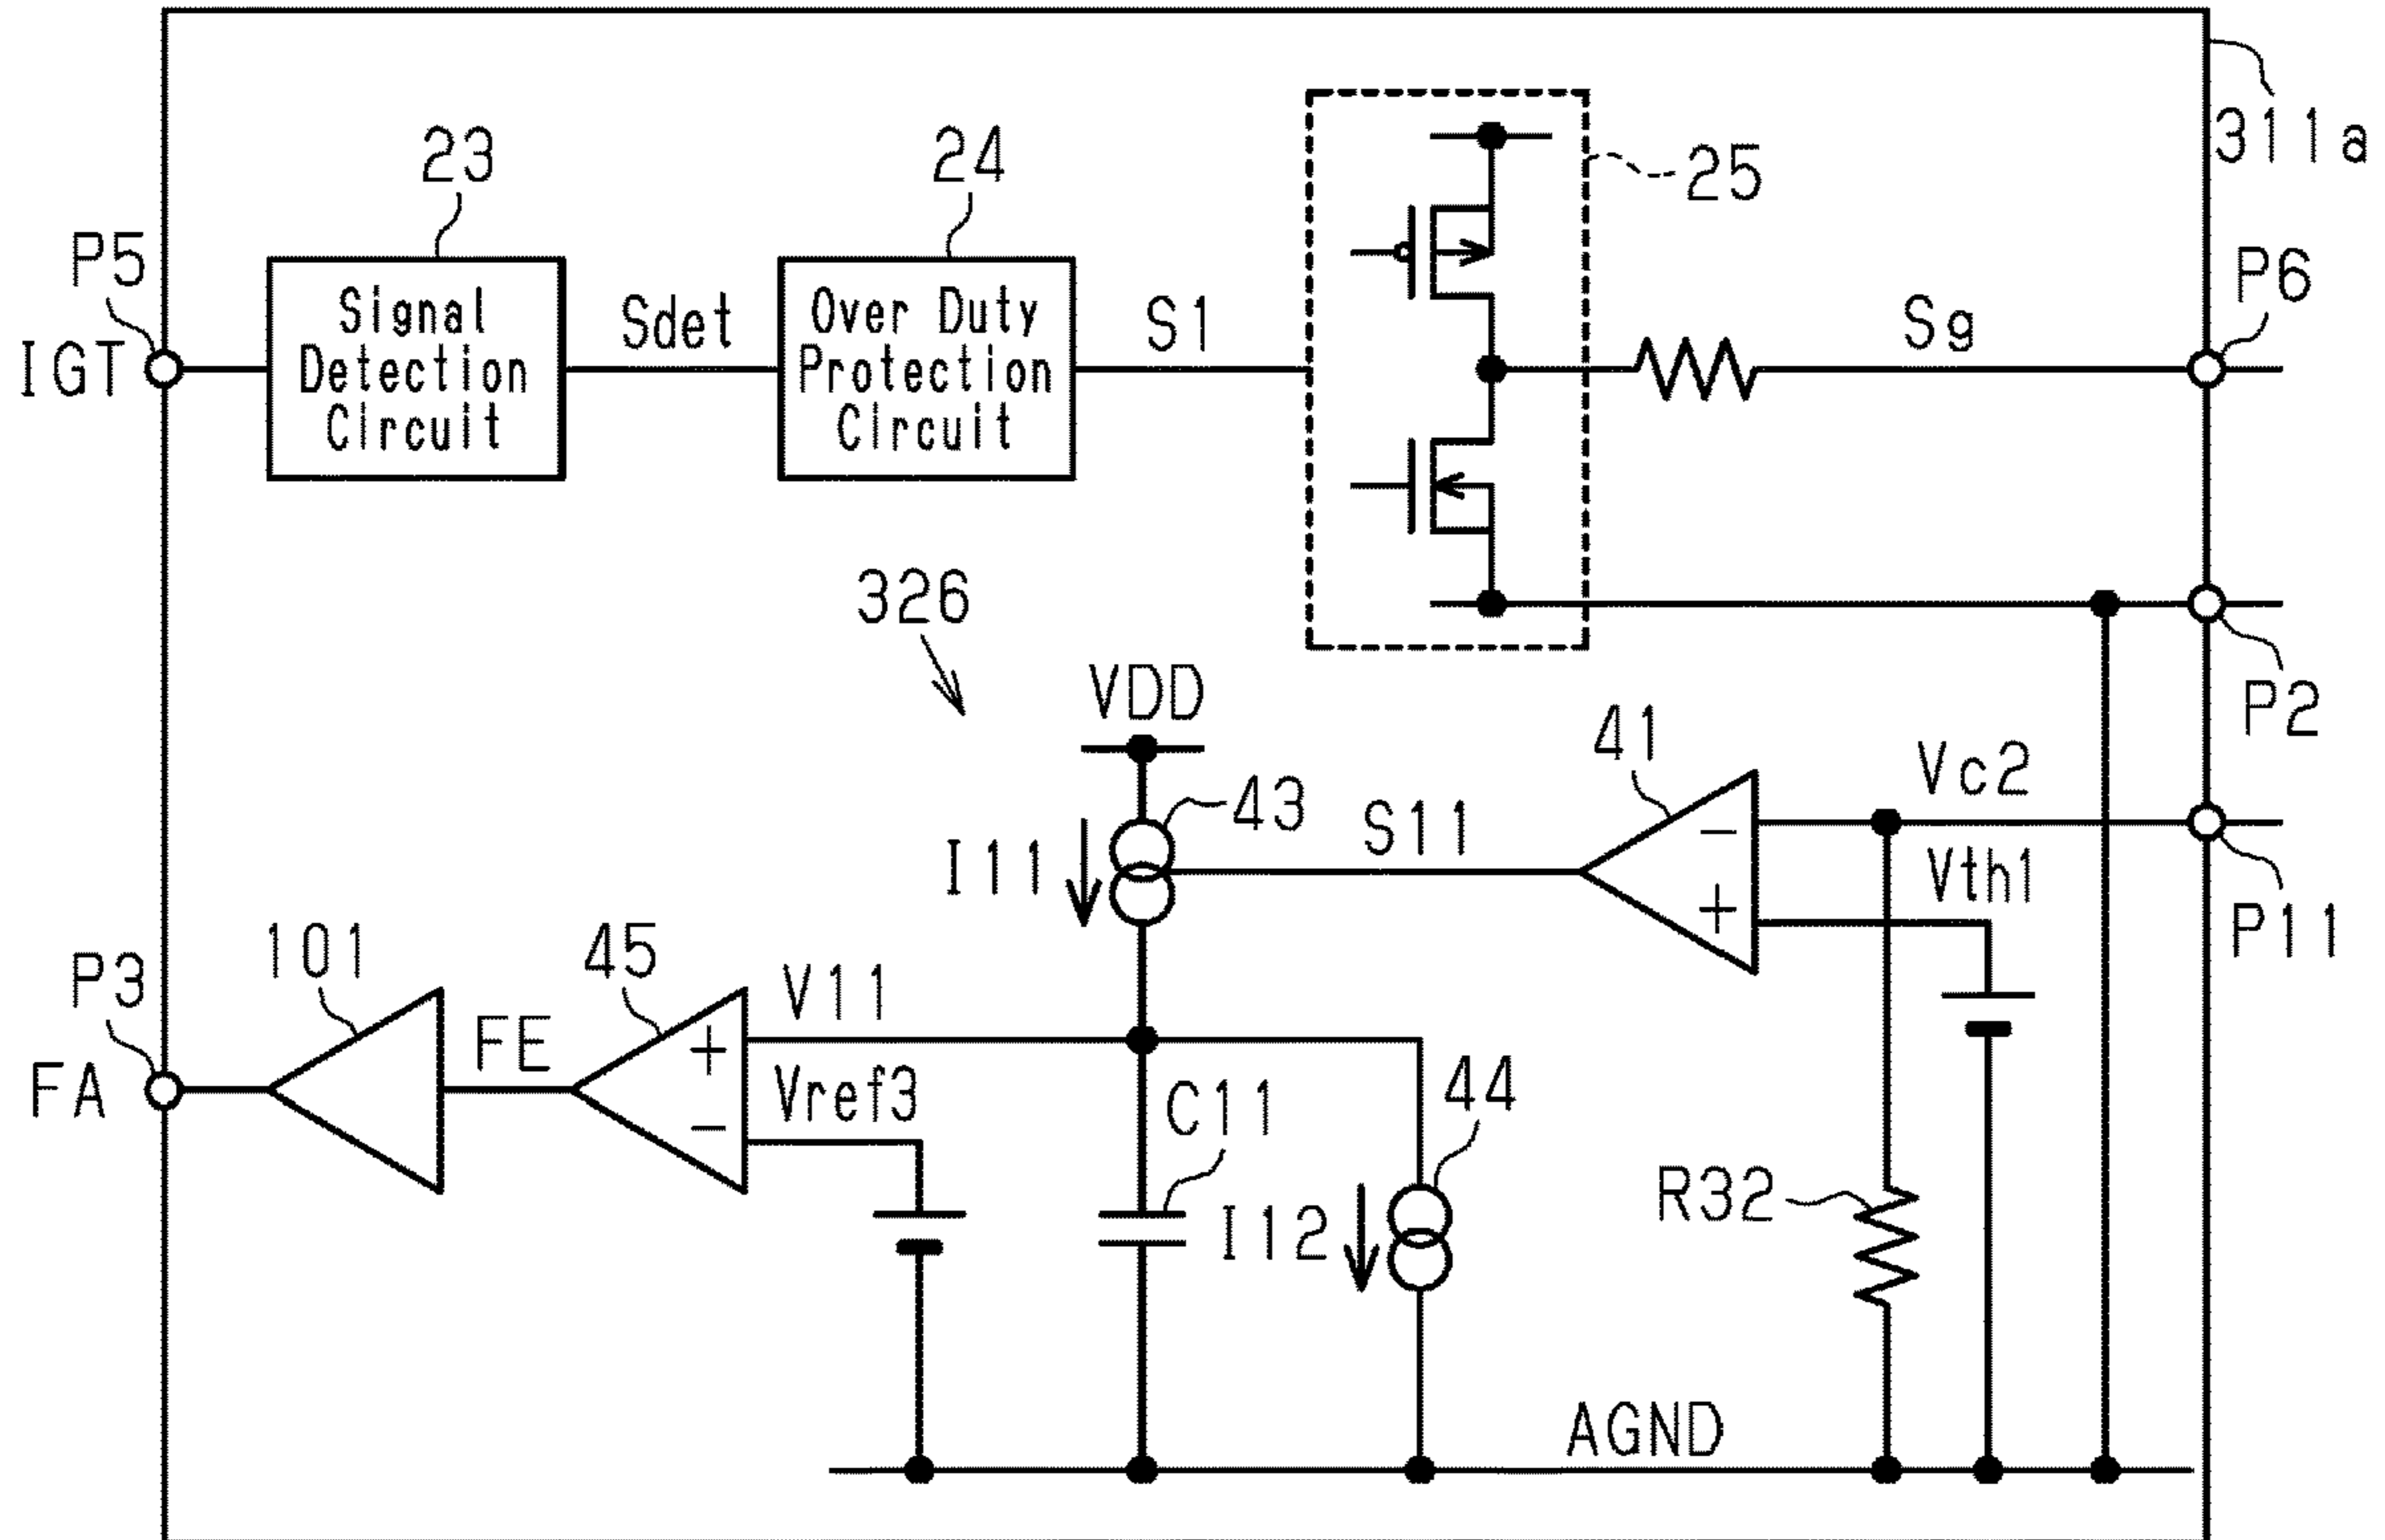 311a
23
24
25
P5
P6
IGT
Signal
Detection
Circuit
Sdet
Over Duty
Protection
Circuit
S1
Sg
326
P2
VDD
41
Vc2
43
S11
I11
−
+
Vth1
P11
P3
101
45
V11
FE
+
−
Vref3
FA
C11
44
I12
R32
AGND